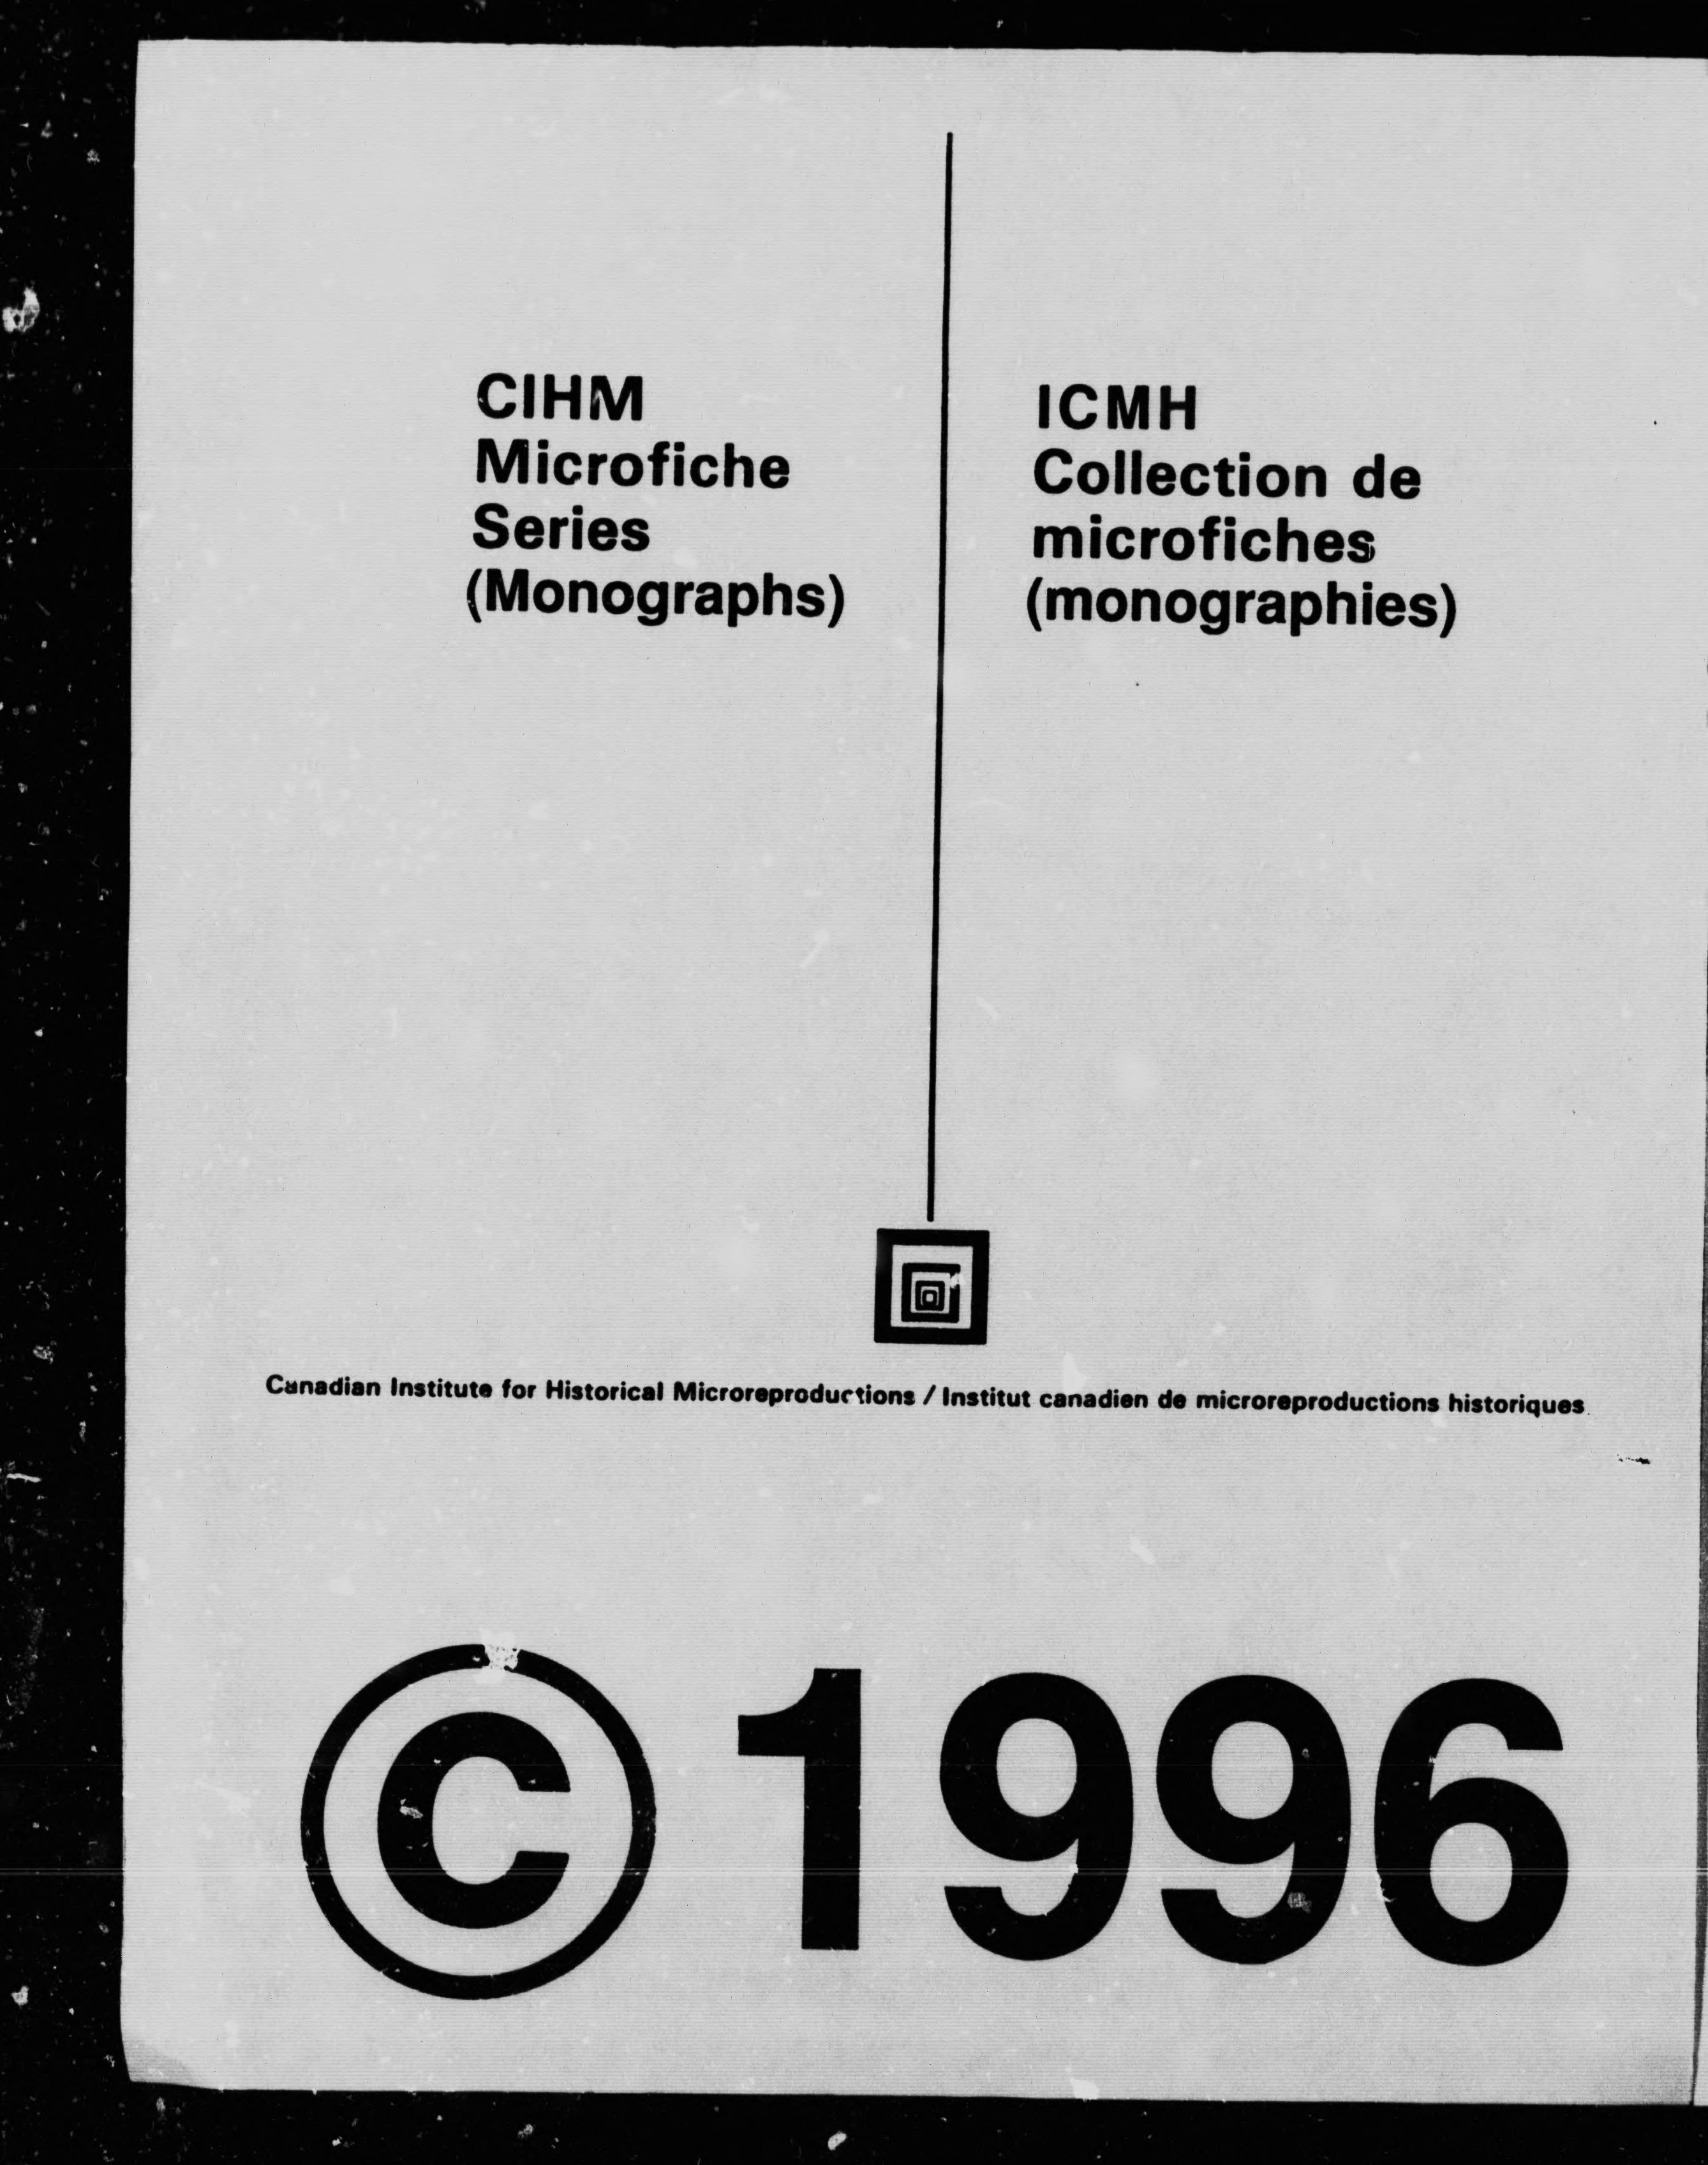 CIHM
Microfiche
Series
(Monographs)
ICMH
Collection de
microfiches
(monographies)
Canadian Institute for Historical Microreproductions / Institut canadien de microreproductions historiques
©1996